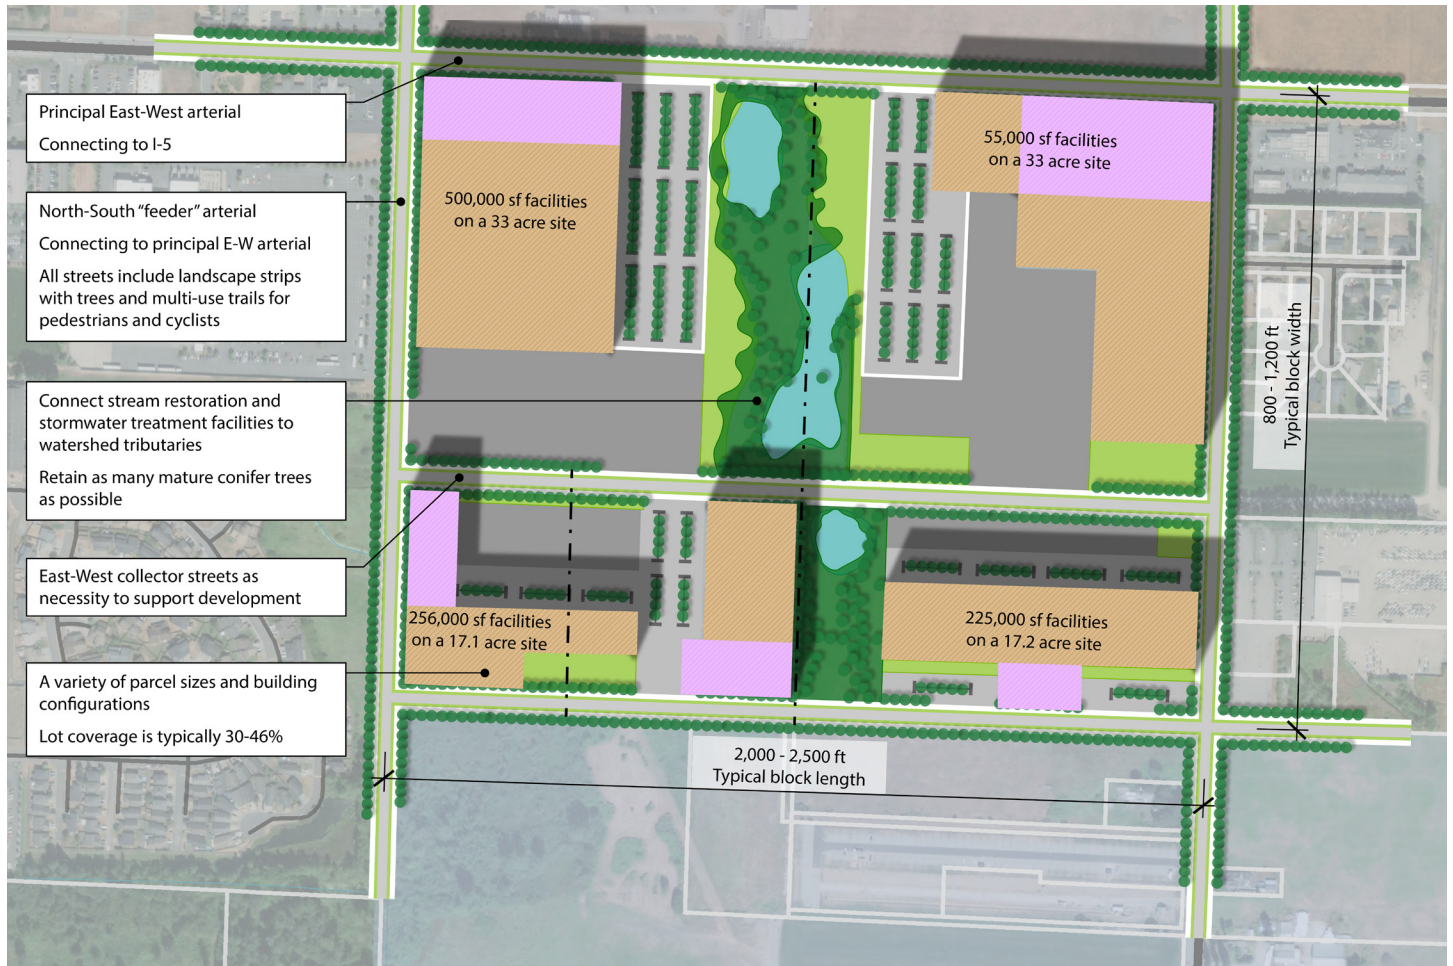 Principal East-West arterial
Connecting to I-5
North-South “feeder” arterial
Connecting to principal E-W arterial
All streets include landscape strips
with trees and multi-use trails for
pedestrians and cyclists
Connect stream restoration and
stormwater treatment facilities to
watershed tributaries
Retain as many mature conifer trees
as possible
East-West collector streets as
necessity to support development
A variety of parcel sizes and building
configurations
Lot coverage is typically 30-46%
500,000 sf facilities
on a 33 acre site
55,000 sf facilities
on a 33 acre site
256,000 sf facilities
on a 17.1 acre site
225,000 sf facilities
on a 17.2 acre site
800 - 1,200 ft
Typical block width
2,000 - 2,500 ft
Typical block length